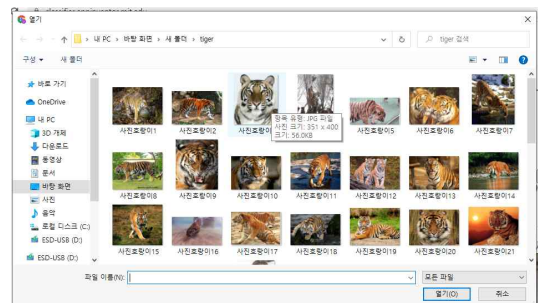 열기
내 PC > 바탕 화면 > 새 폴더 > tiger
tiger 검색
구성
새 폴더
바로 가기
OneDrive
내 PC
3D 개체
다운로드
동영상
문서
바탕 화면
사진
음악
로컬 디스크 (C:)
ESD-USB (D:)
ESD-USB (D:)
사진호랑이1
사진호랑이2
사진호랑이
사진호랑이5
사진호랑이6
사진호랑이7
항목 유형: JPG 파일
사진 크기: 351 x 400
크기: 56.0KB
사진호랑이8
사진호랑이9
사진호랑이10
사진호랑이11
사진호랑이12
사진호랑이13
사진호랑이14
사진호랑이15
사진호랑이16
사진호랑이17
사진호랑이18
사진호랑이19
사진호랑이20
사진호랑이21
파일 이름(N):
모든 파일
열기(O)
취소